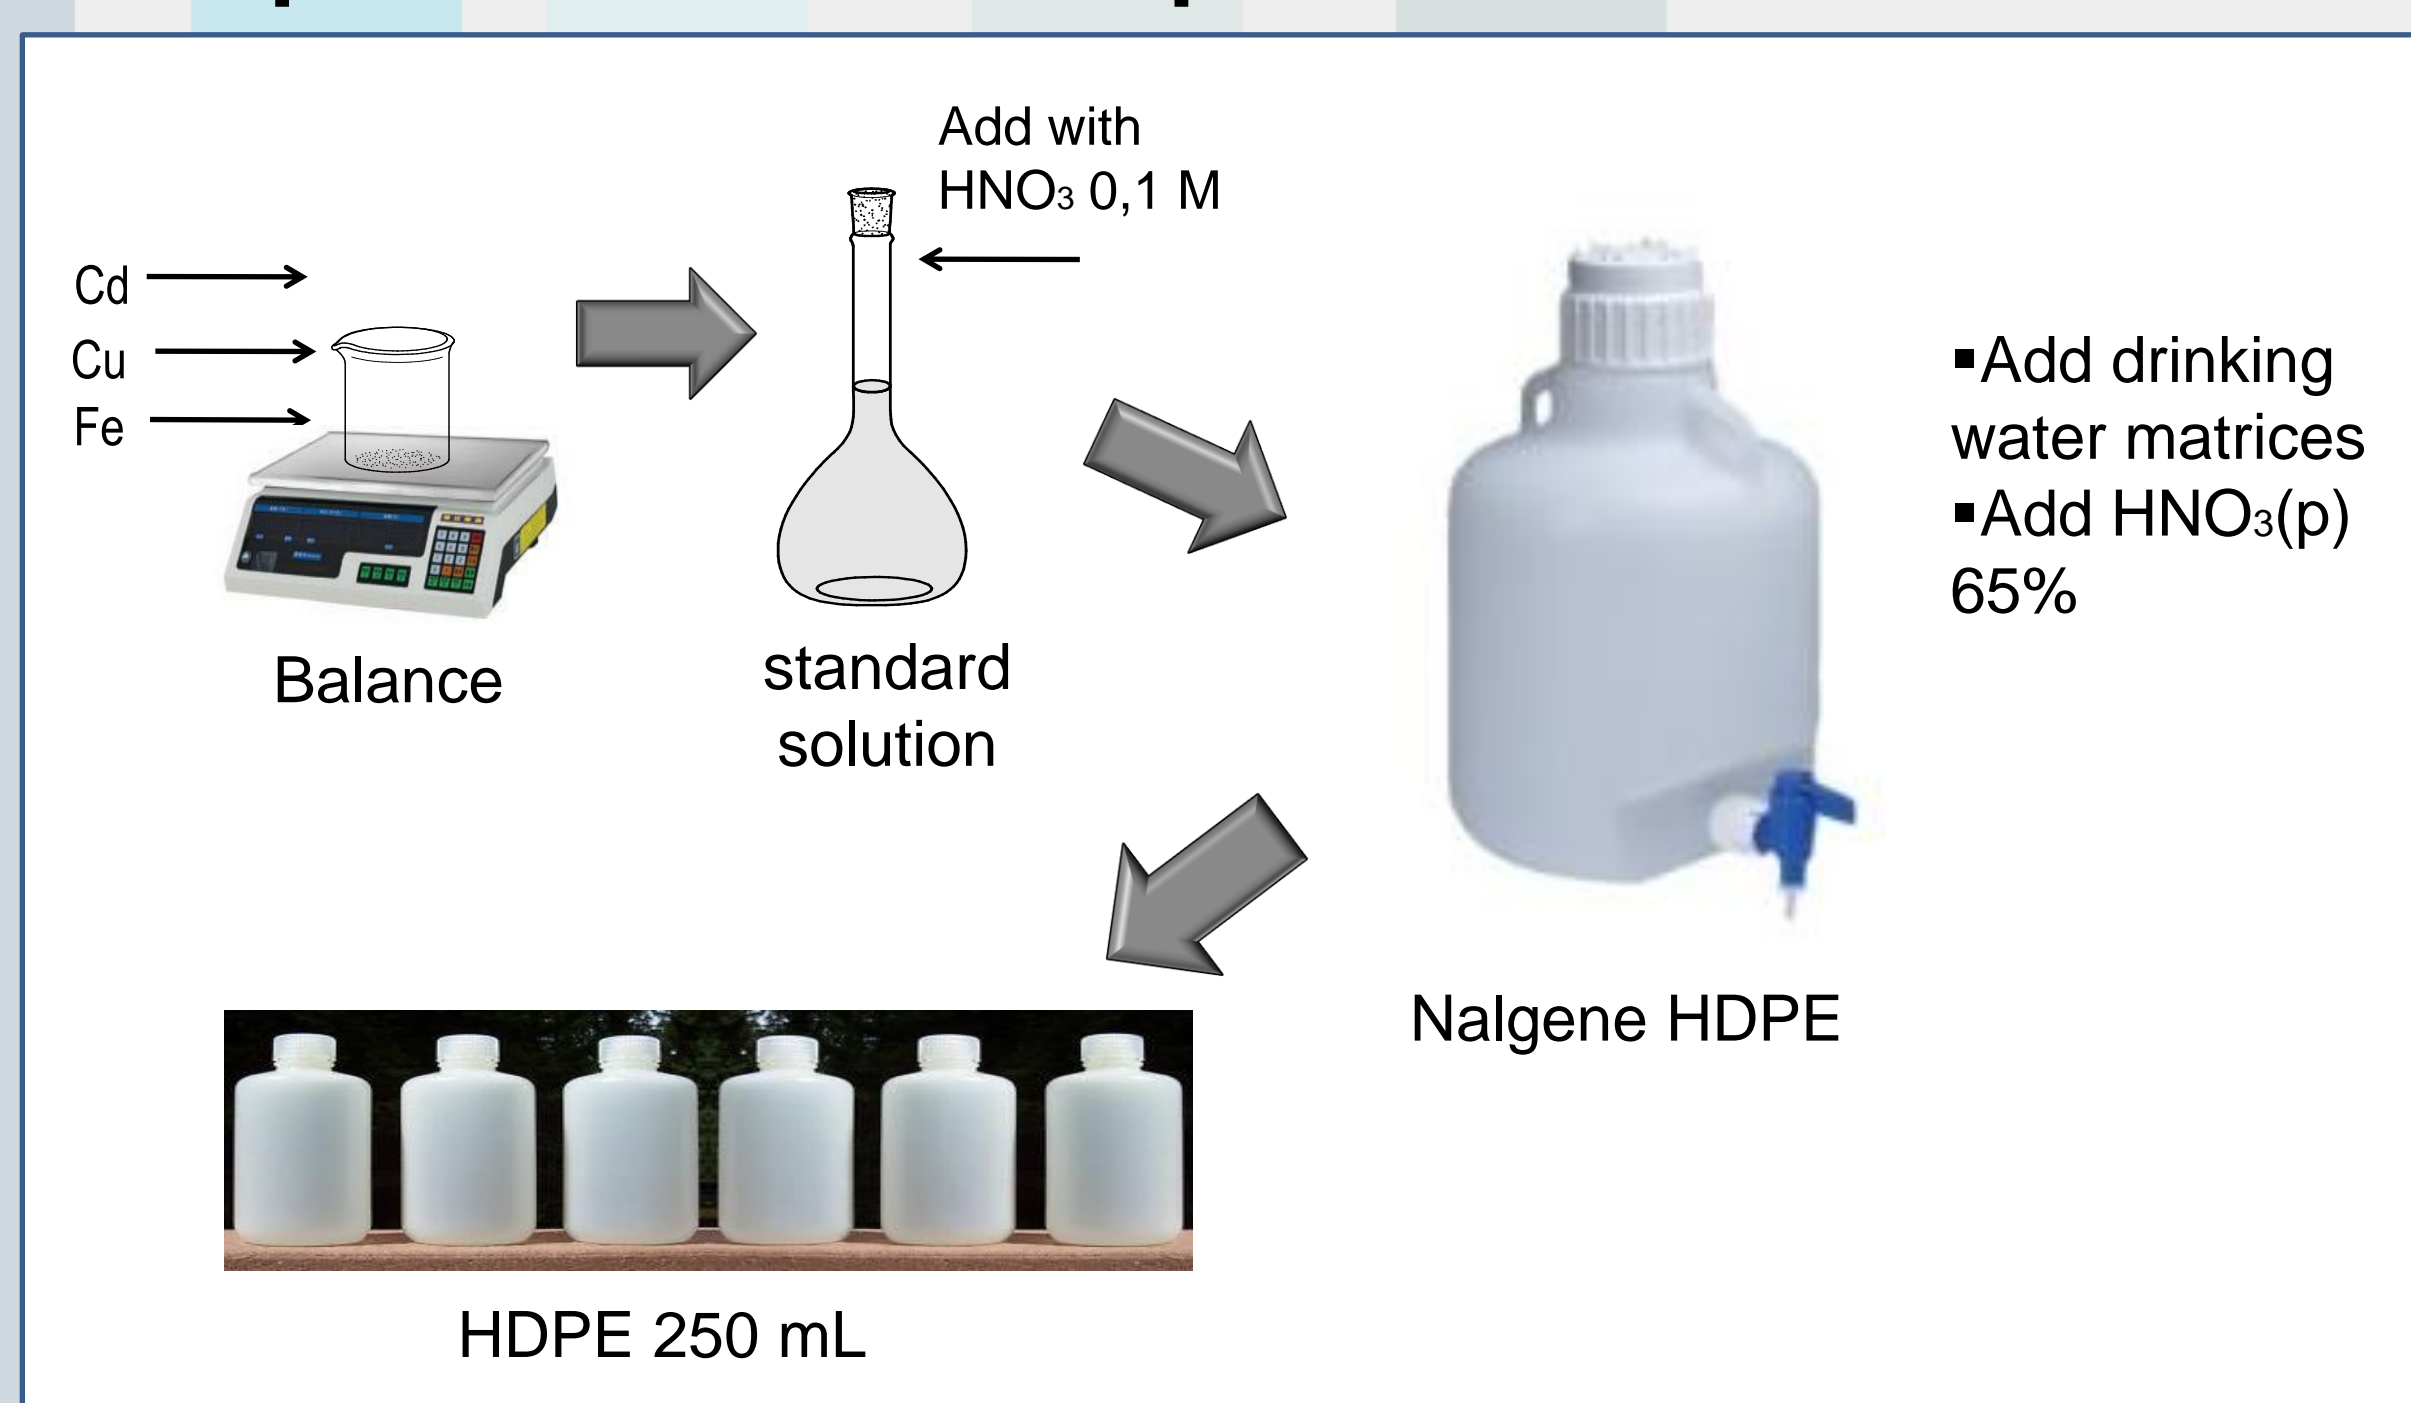 Add with
HNO₃ 0,1 M
Cd
Cu
Fe
Balance
standard
solution
▪Add drinking
water matrices
▪Add HNO₃(p)
65%
Nalgene HDPE
HDPE 250 mL